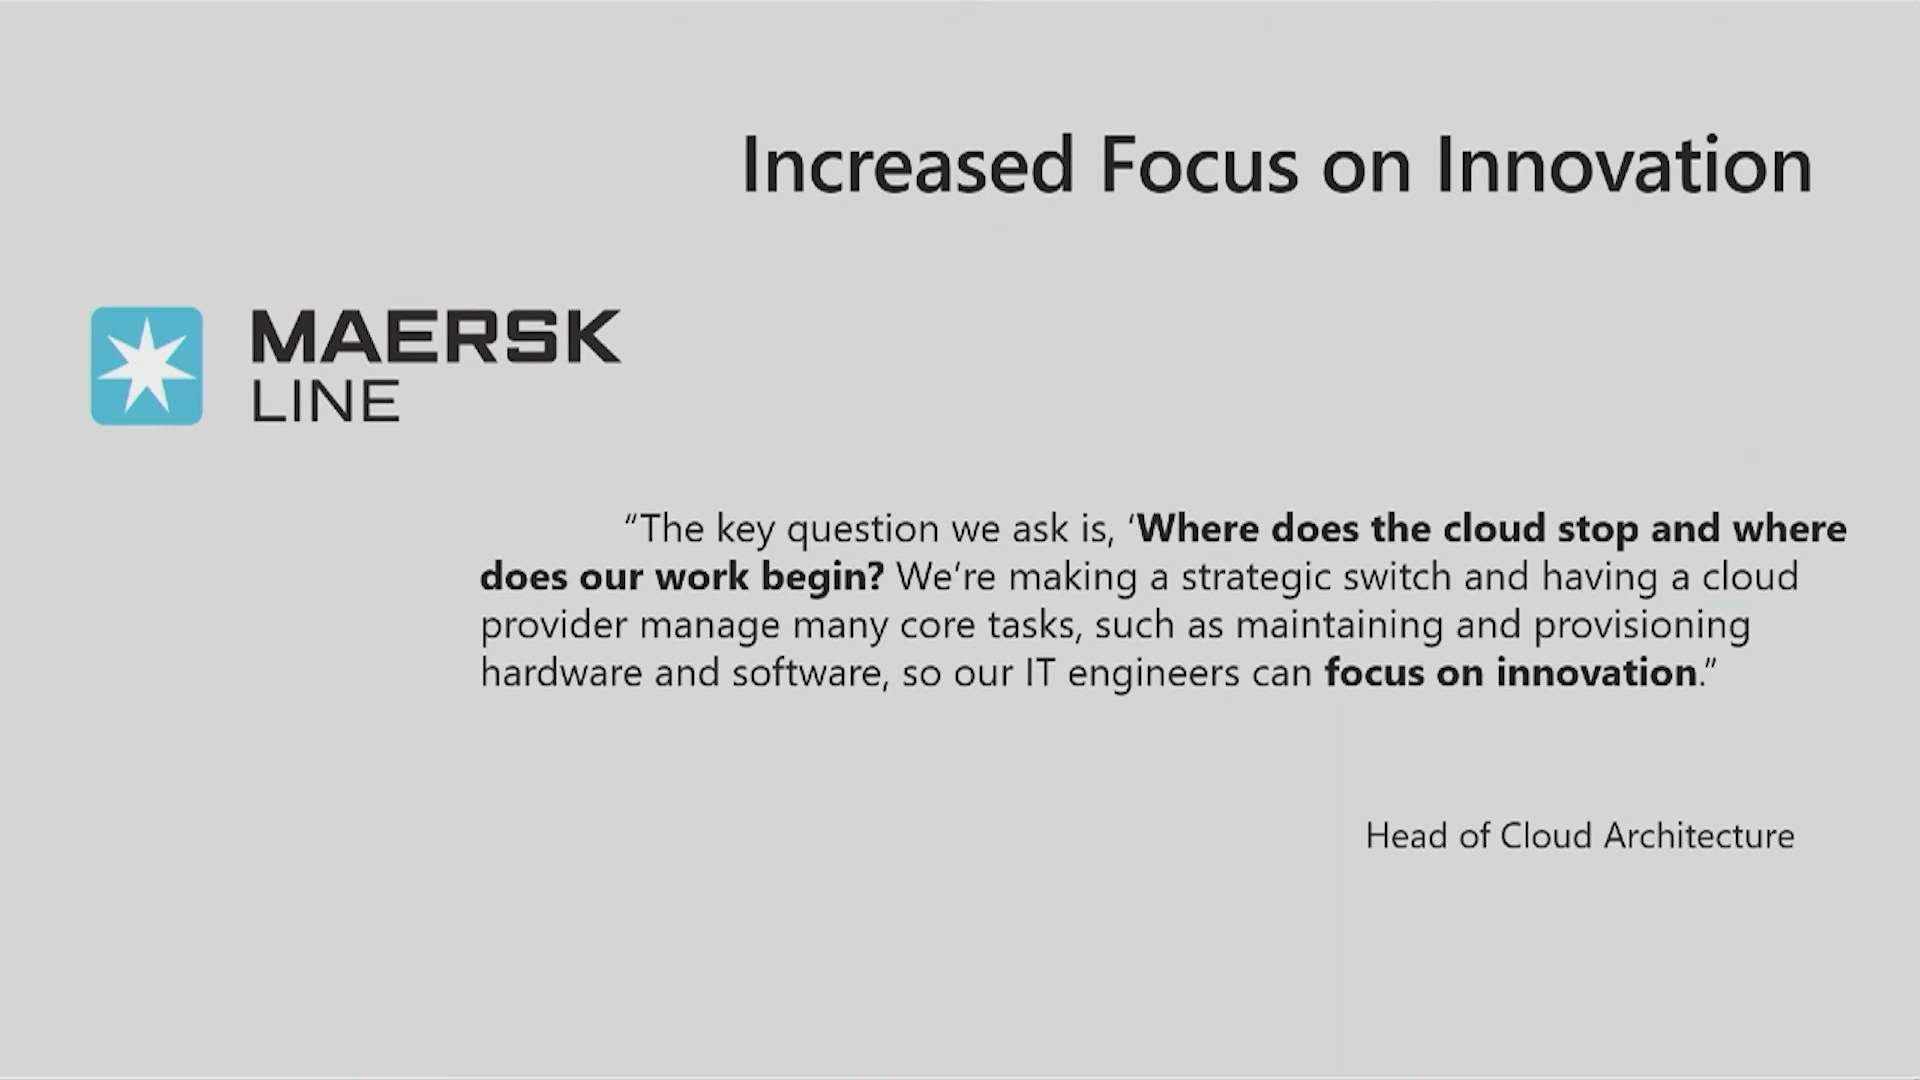 Increased Focus on Innovation
MAERSK
LINE
“The key question we ask is, ‘Where does the cloud stop and where
does our work begin? We’re making a strategic switch and having a cloud
provider manage many core tasks, such as maintaining and provisioning
hardware and software, so our IT engineers can focus on innovation.”
Head of Cloud Architecture